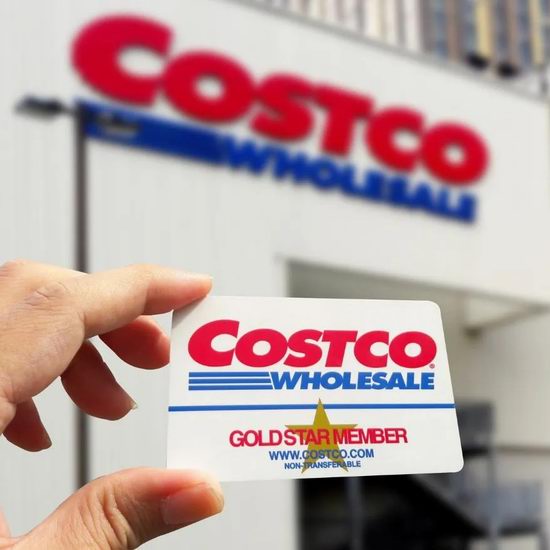 COSTCO
WHOLESALE
COSTCO®
WHOLESALE
GOLD STAR MEMBER
WWW.COSTCO.COM
NON-TRANSFERABLE